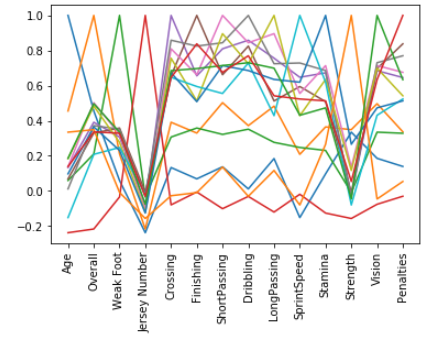 1.0
0.8
0.6
0.4
0.2
0.0
−0.2
Age
Overall
Weak Foot
Jersey Number
Crossing
Finishing
ShortPassing
Dribbling
LongPassing
SprintSpeed
Stamina
Strength
Vision
Penalties